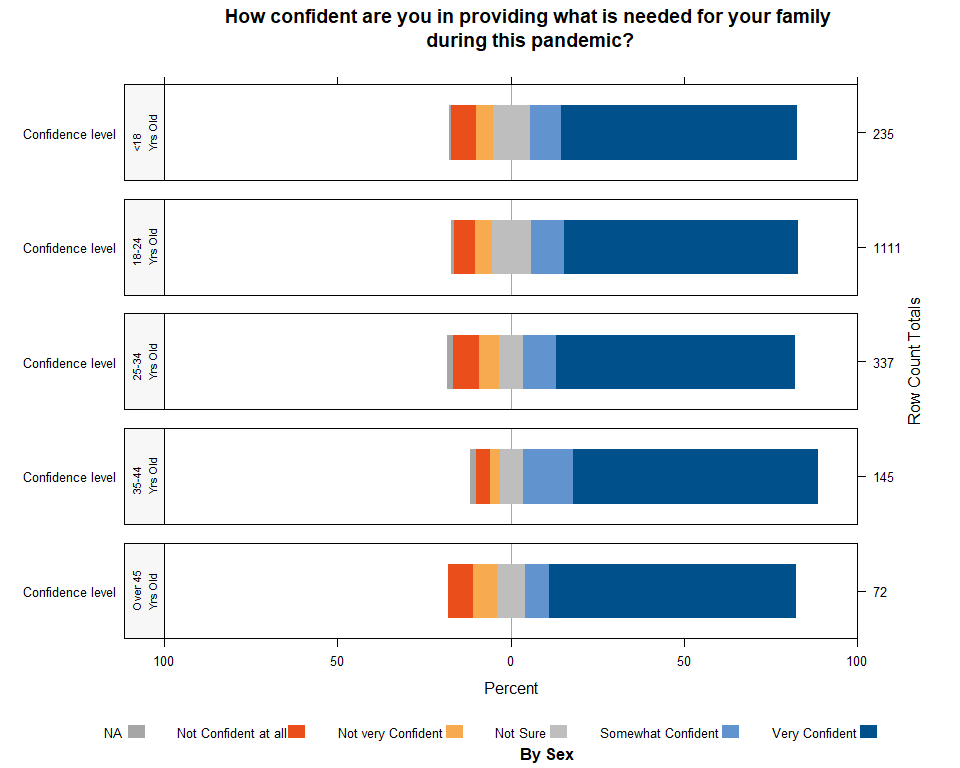 How confident are you in providing what is needed for your family
during this pandemic?
Confidence level
<18
Yrs Old
235
Confidence level
18-24
Yrs Old
1111
Confidence level
25-34
Yrs Old
337
Confidence level
35-44
Yrs Old
145
Confidence level
Over 45
Yrs Old
72
Row Count Totals
100 50 0 50 100
Percent
NA Not Confident at all Not very Confident Not Sure Somewhat Confident Very Confident
By Sex